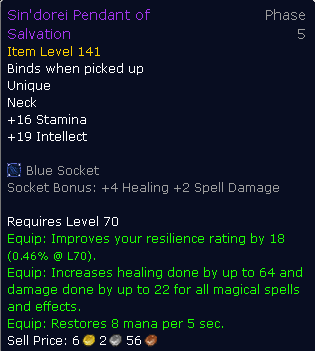 Sin'dorei Pendant of Phase
Salvation 5
Item Level 141
Binds when picked up
Unique
Neck
+16 Stamina
+19 Intellect
Blue Socket
Socket Bonus: +4 Healing +2 Spell Damage
Requires Level 70
Equip: Improves your resilience rating by 18
(0.46% @ L70).
Equip: Increases healing done by up to 64 and
damage done by up to 22 for all magical spells
and effects.
Equip: Restores 8 mana per 5 sec.
Sell Price: 6 2 56